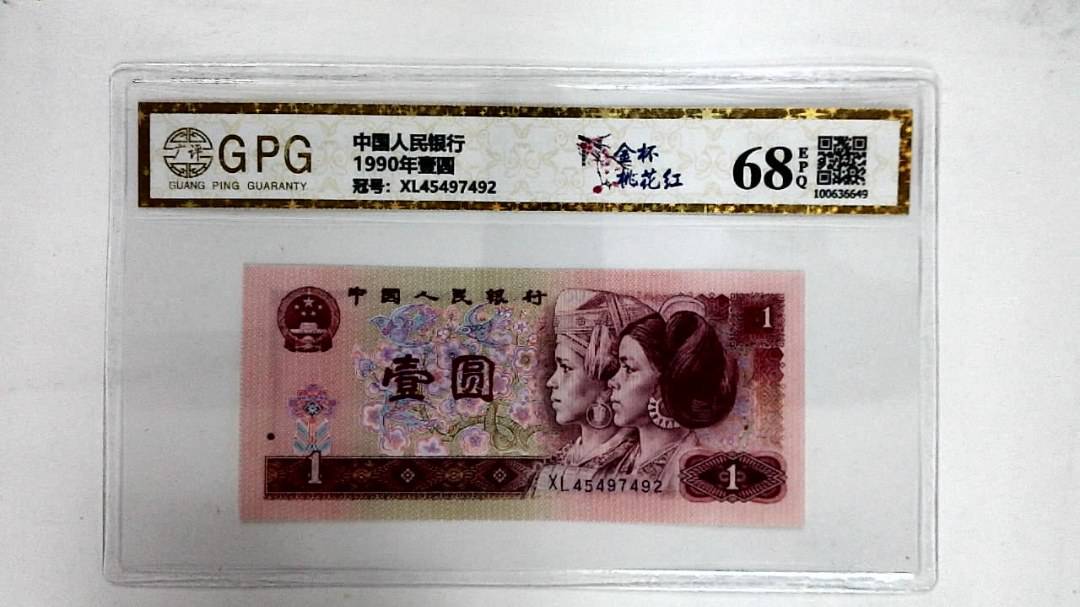 广评
GPG
GUANG PING GUARANTY
中国人民银行
1990年壹圆
冠号：XL45497492
金杯
桃花红
68
EPQ
100636649
中国人民银行
1
壹圆
1
XL45497492
1